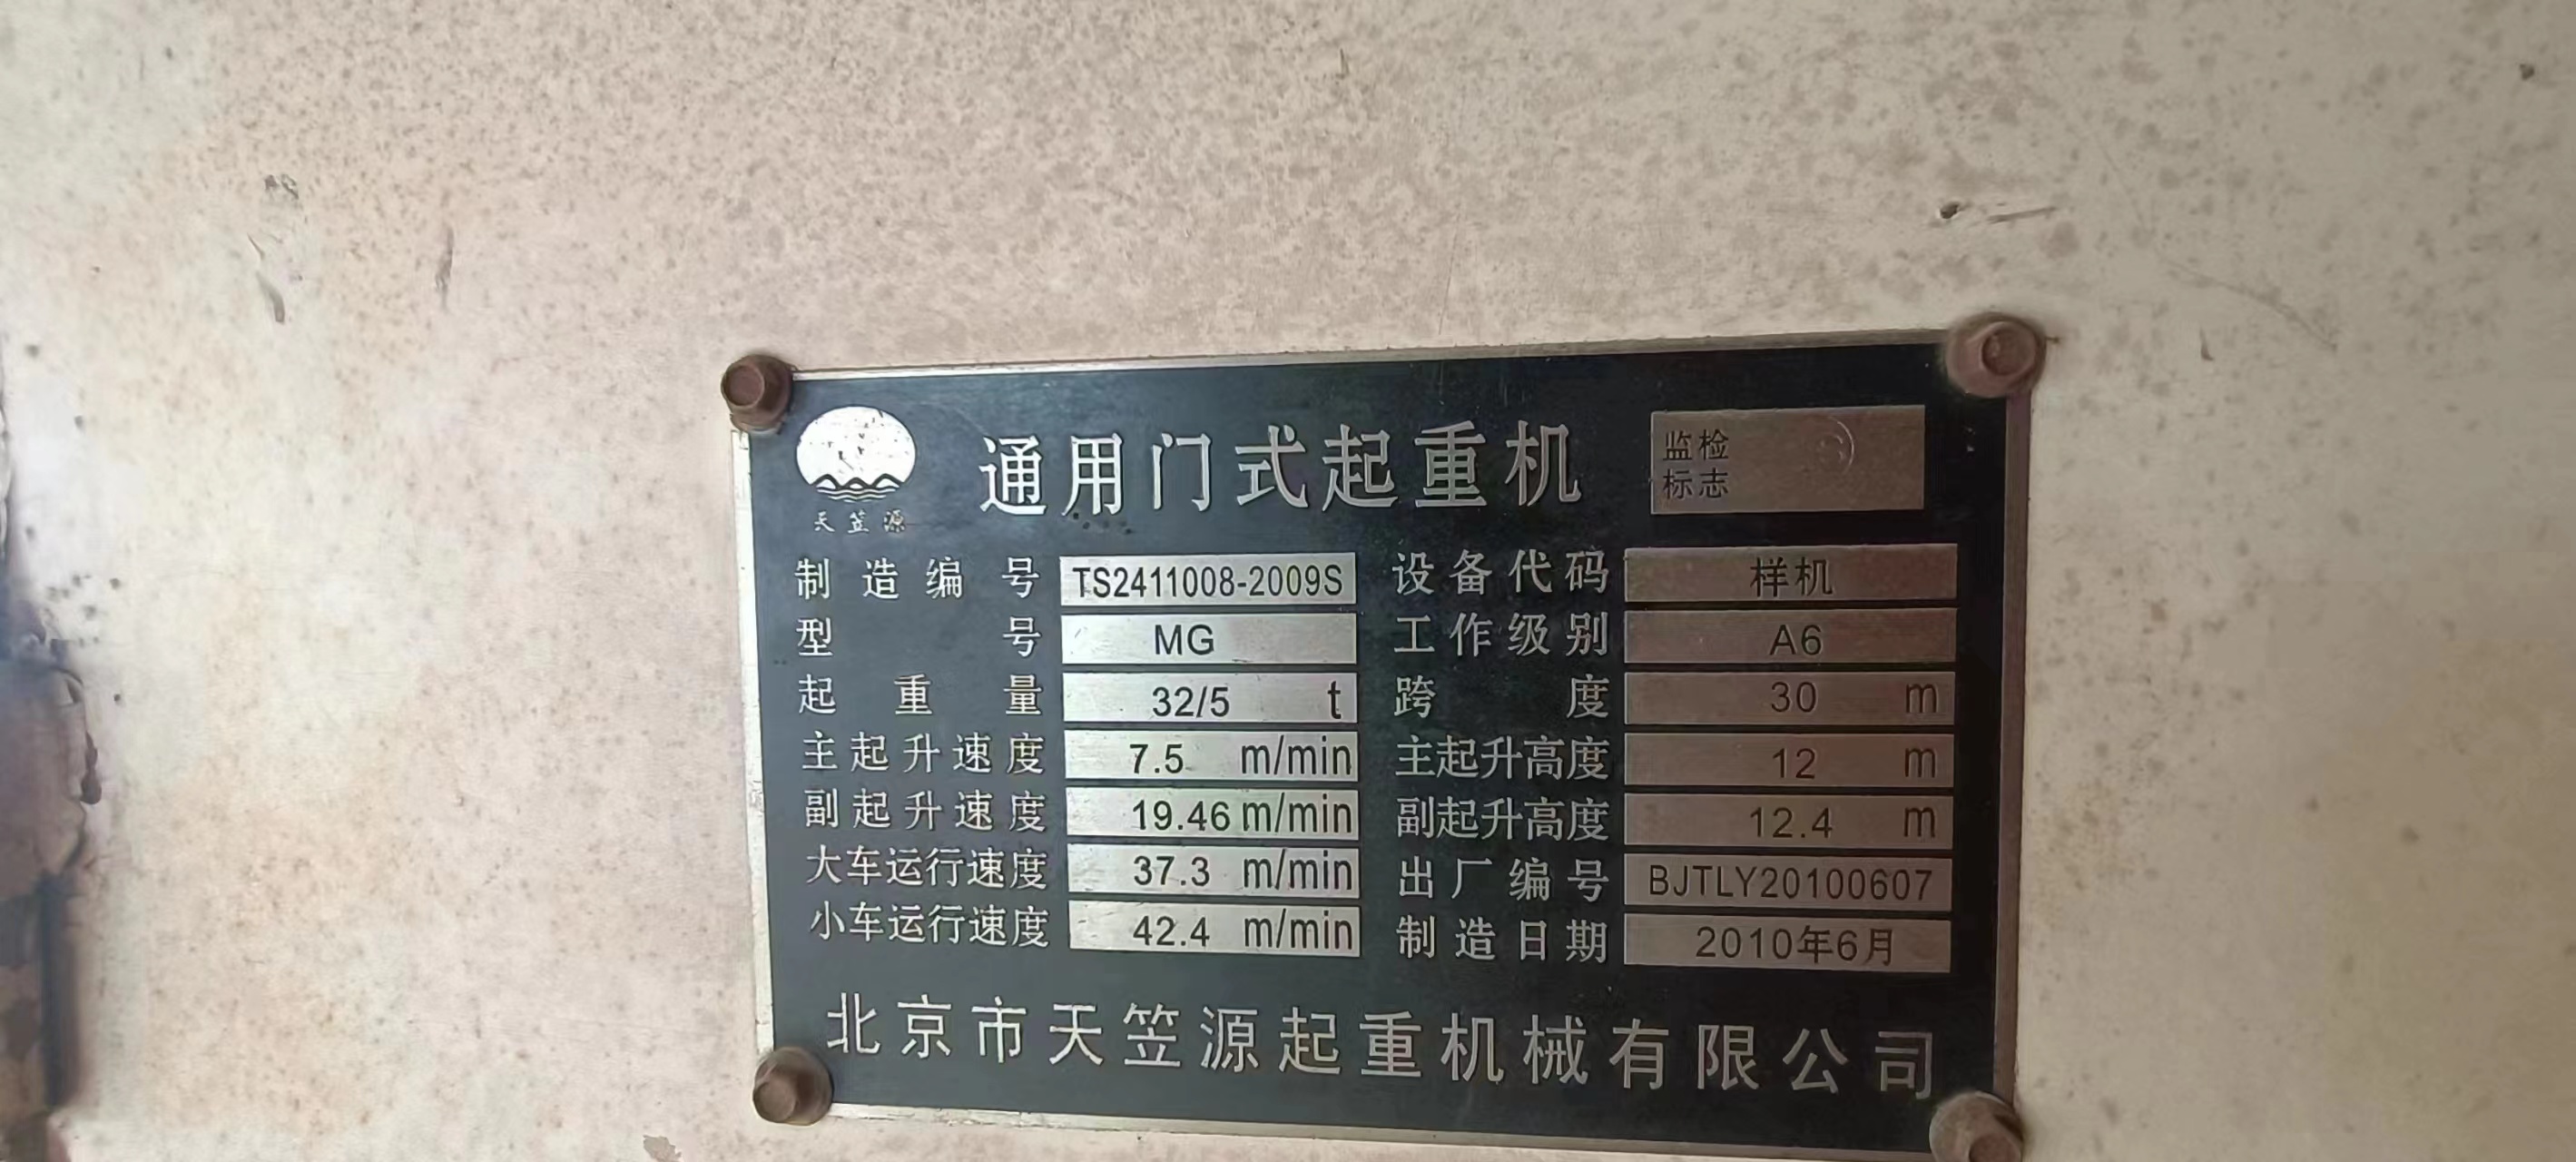 通用门式起重机
监检
标志
天笠源
制造编号 TS2411008-2009S 设备代码 样机
型号 MG 工作级别 A6
起重量 32/5 t 跨度 30 m
主起升速度 7.5 m/min 主起升高度 12 m
副起升速度 19.46 m/min 副起升高度 12.4 m
大车运行速度 37.3 m/min 出厂编号 BJTLY20100607
小车运行速度 42.4 m/min 制造日期 2010年6月
北京市天笠源起重机械有限公司